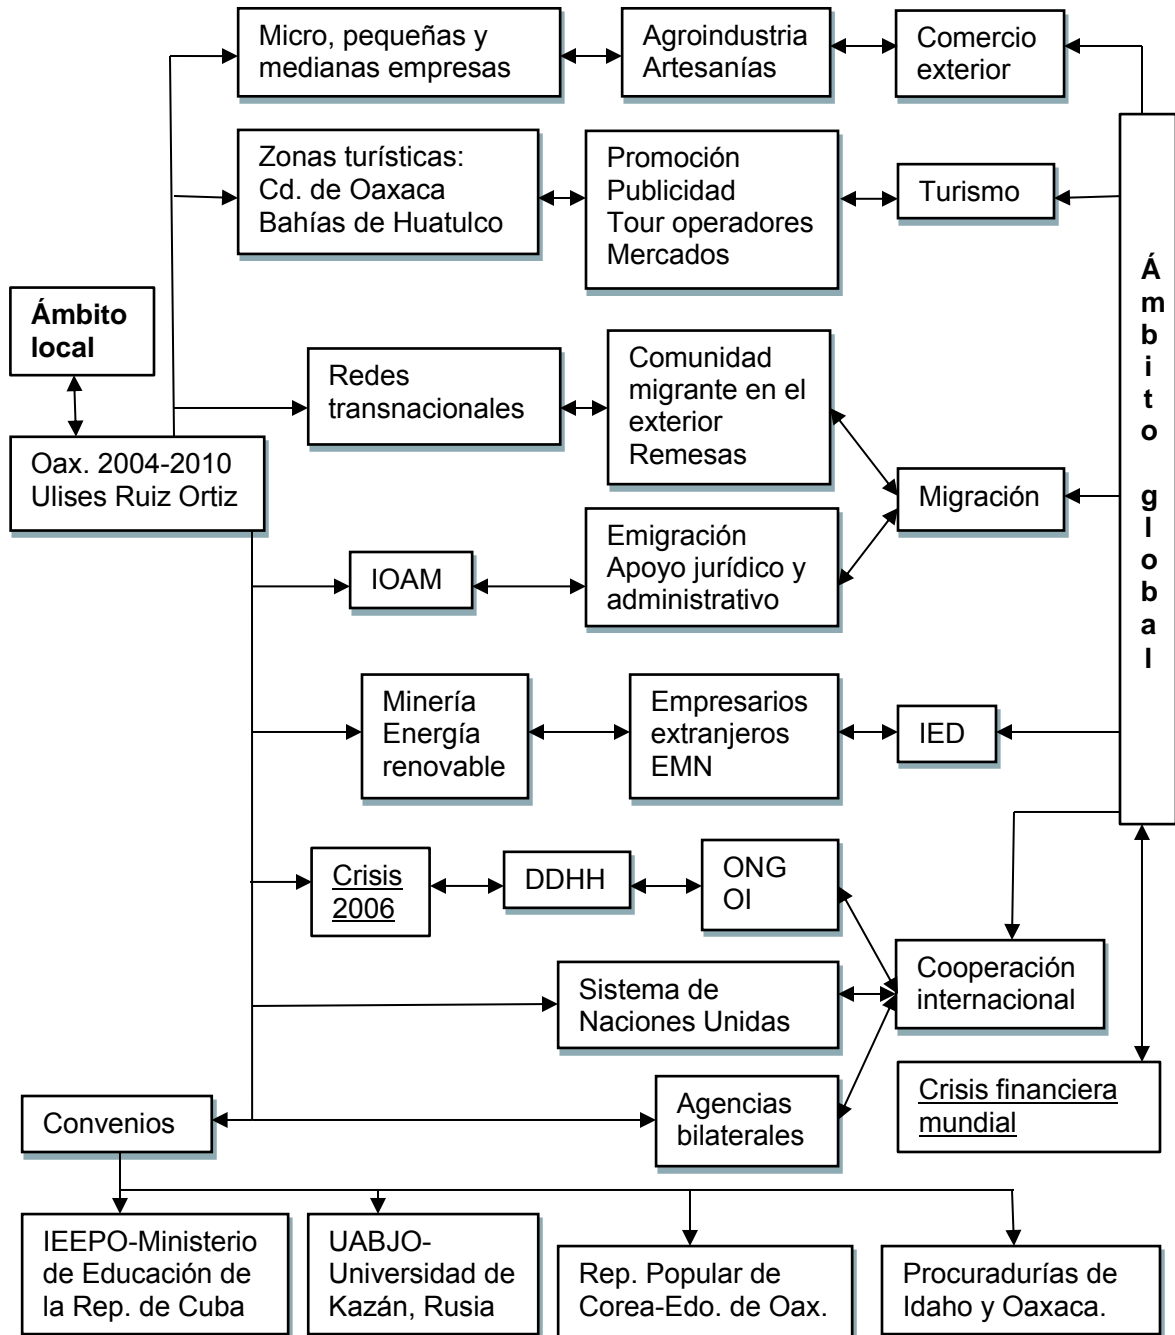 Micro, pequeñas y
medianas empresas
Agroindustria
Artesanías
Comercio
exterior
Zonas turísticas:
Cd. de Oaxaca
Bahías de Huatulco
Promoción
Publicidad
Tour operadores
Mercados
Turismo
Ámbito
local
Oax. 2004-2010
Ulises Ruiz Ortiz
Redes
transnacionales
Comunidad
migrante en el
exterior
Remesas
Migración
Ámbito global
IOAM
Emigración
Apoyo jurídico y
administrativo
Minería
Energía
renovable
Empresarios
extranjeros
EMN
IED
Crisis
2006
DDHH
ONG
OI
Cooperación
internacional
Sistema de
Naciones Unidas
Crisis financiera
mundial
Agencias
bilaterales
Convenios
IEEPO-Ministerio
de Educación de
la Rep. de Cuba
UABJO-
Universidad de
Kazán, Rusia
Rep. Popular de
Corea-Edo. de Oax.
Procuradurías de
Idaho y Oaxaca.